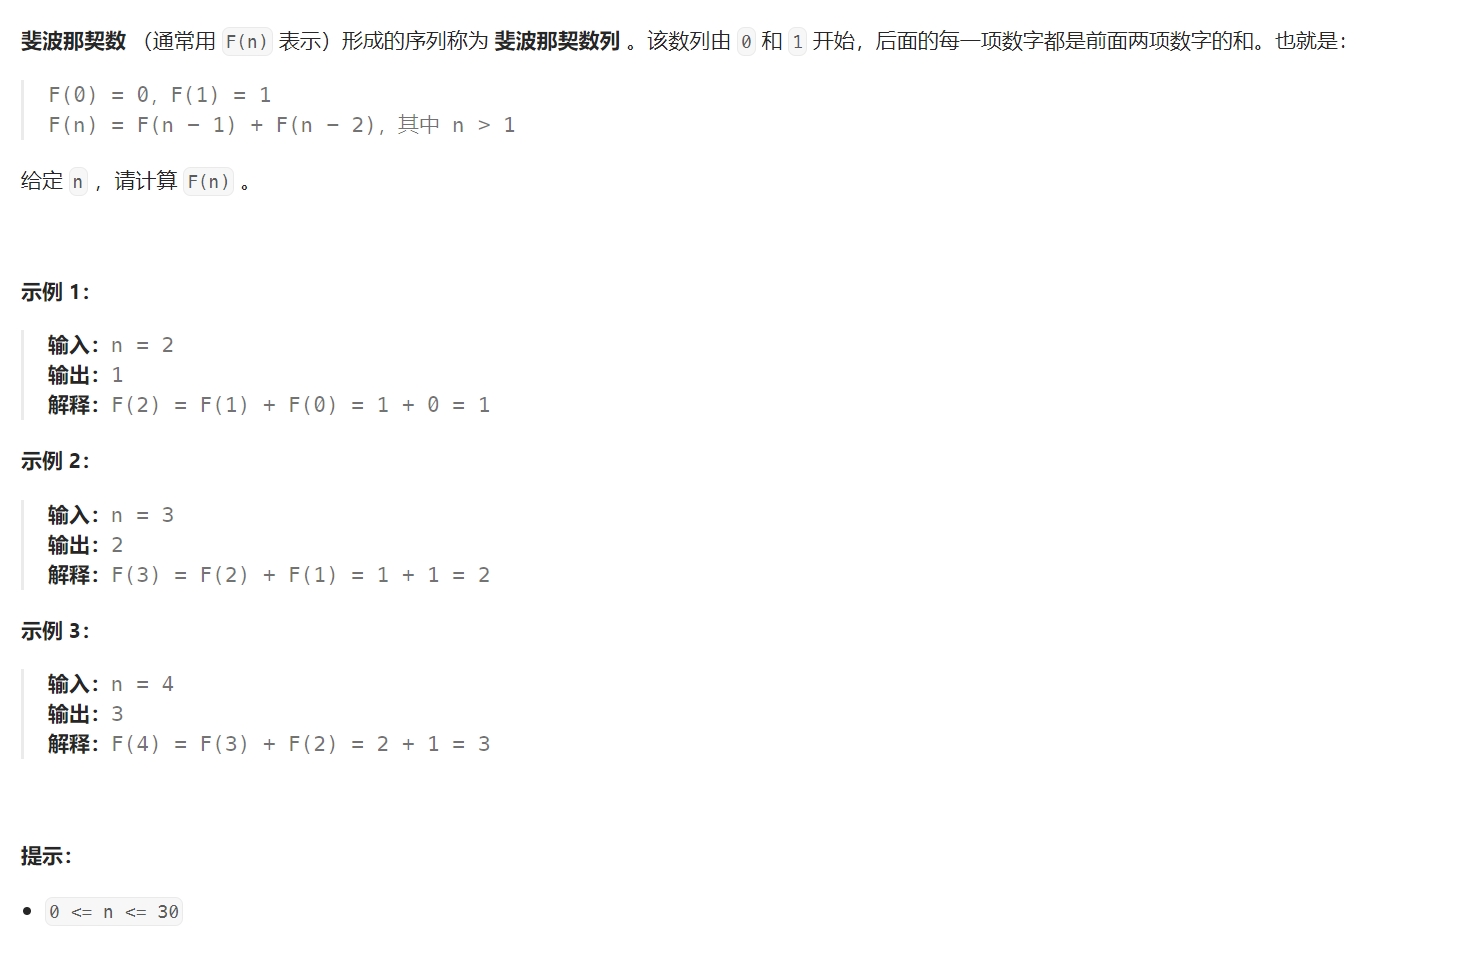 斐波那契数 （通常用 F(n) 表示）形成的序列称为 斐波那契数列 。该数列由 0 和 1 开始，后面的每一项数字都是前面两项数字的和。也就是：
F(0) = 0，F(1) = 1
F(n) = F(n - 1) + F(n - 2)，其中 n > 1
给定 n ，请计算 F(n) 。
示例 1：
输入：n = 2
输出：1
解释：F(2) = F(1) + F(0) = 1 + 0 = 1
示例 2：
输入：n = 3
输出：2
解释：F(3) = F(2) + F(1) = 1 + 1 = 2
示例 3：
输入：n = 4
输出：3
解释：F(4) = F(3) + F(2) = 2 + 1 = 3
提示：
• 0 <= n <= 30